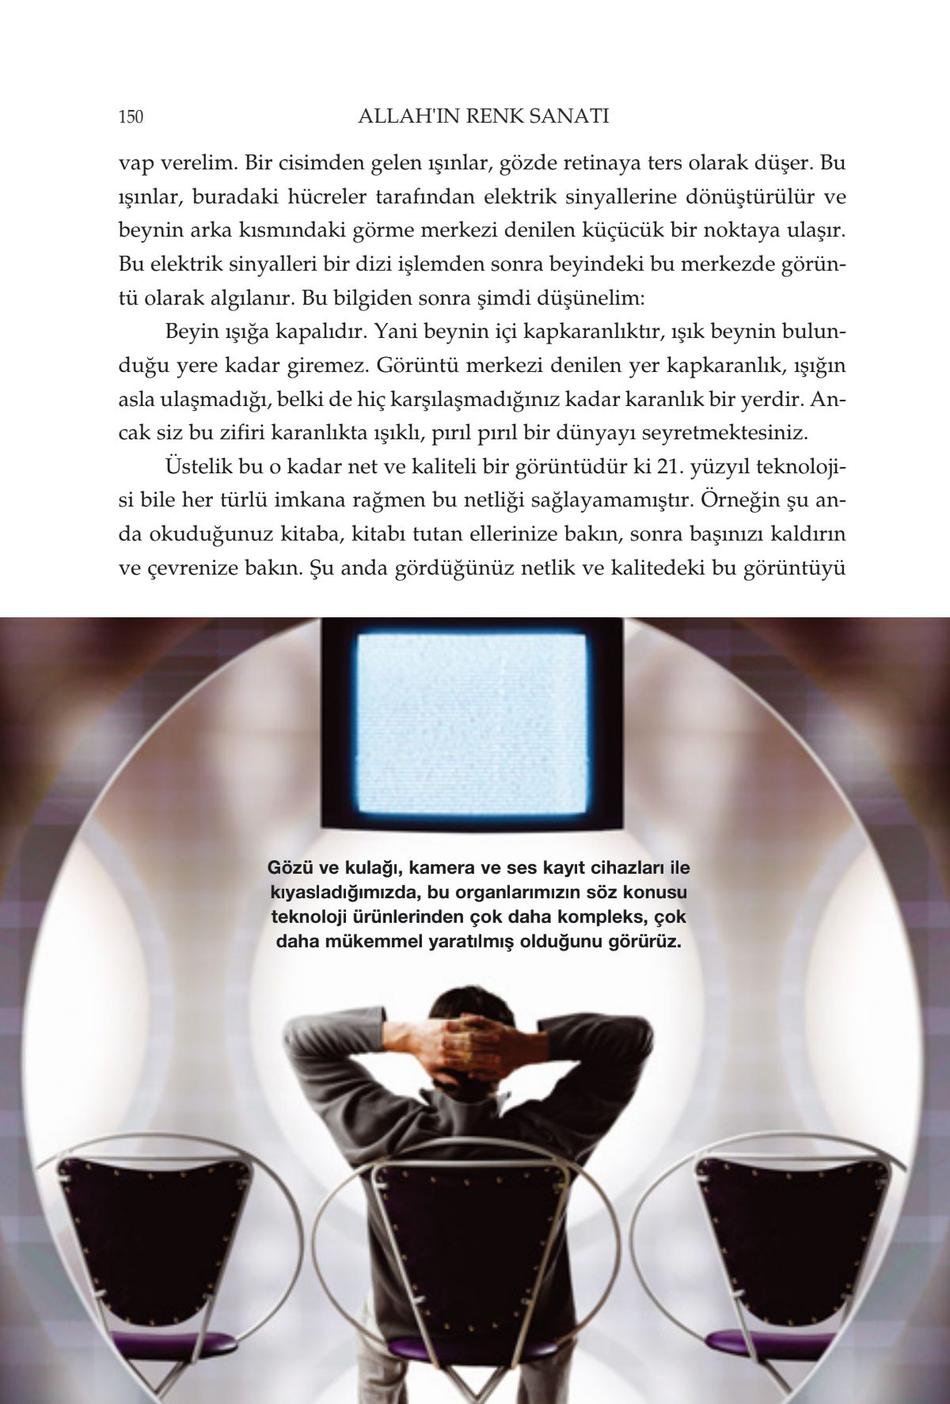 150
ALLAH'IN RENK SANATI
vap verelim. Bir cisimden gelen ışınlar, gözde retinaya ters olarak düşer. Bu
ışınlar, buradaki hücreler tarafından elektrik sinyallerine dönüştürülür ve
beynin arka kısmındaki görme merkezi denilen küçücük bir noktaya ulaşır.
Bu elektrik sinyalleri bir dizi işlemden sonra beyindeki bu merkezde görün-
tü olarak algılanır. Bu bilgiden sonra şimdi düşünelim:
Beyin ışığa kapalıdır. Yani beynin içi kapkaranlıktır, ışık beynin bulun-
duğu yere kadar giremez. Görüntü merkezi denilen yer kapkaranlık, ışığın
asla ulaşmadığı, belki de hiç karşılaşmadığınız kadar karanlık bir yerdir. An-
cak siz bu zifiri karanlıkta ışıklı, pırıl pırıl bir dünyayı seyretmektesiniz.
Üstelik bu o kadar net ve kaliteli bir görüntüdür ki 21. yüzyıl teknoloji-
si bile her türlü imkana rağmen bu netliği sağlayamamıştır. Örneğin şu an-
da okuduğunuz kitaba, kitabı tutan ellerinize bakın, sonra başınızı kaldırın
ve çevrenize bakın. Şu anda gördüğünüz netlik ve kalitedeki bu görüntüyü
Gözü ve kulağı, kamera ve ses kayıt cihazları ile
kıyasladığımızda, bu organlarımızın söz konusu
teknoloji ürünlerinden çok daha kompleks, çok
daha mükemmel yaratılmış olduğunu görürüz.